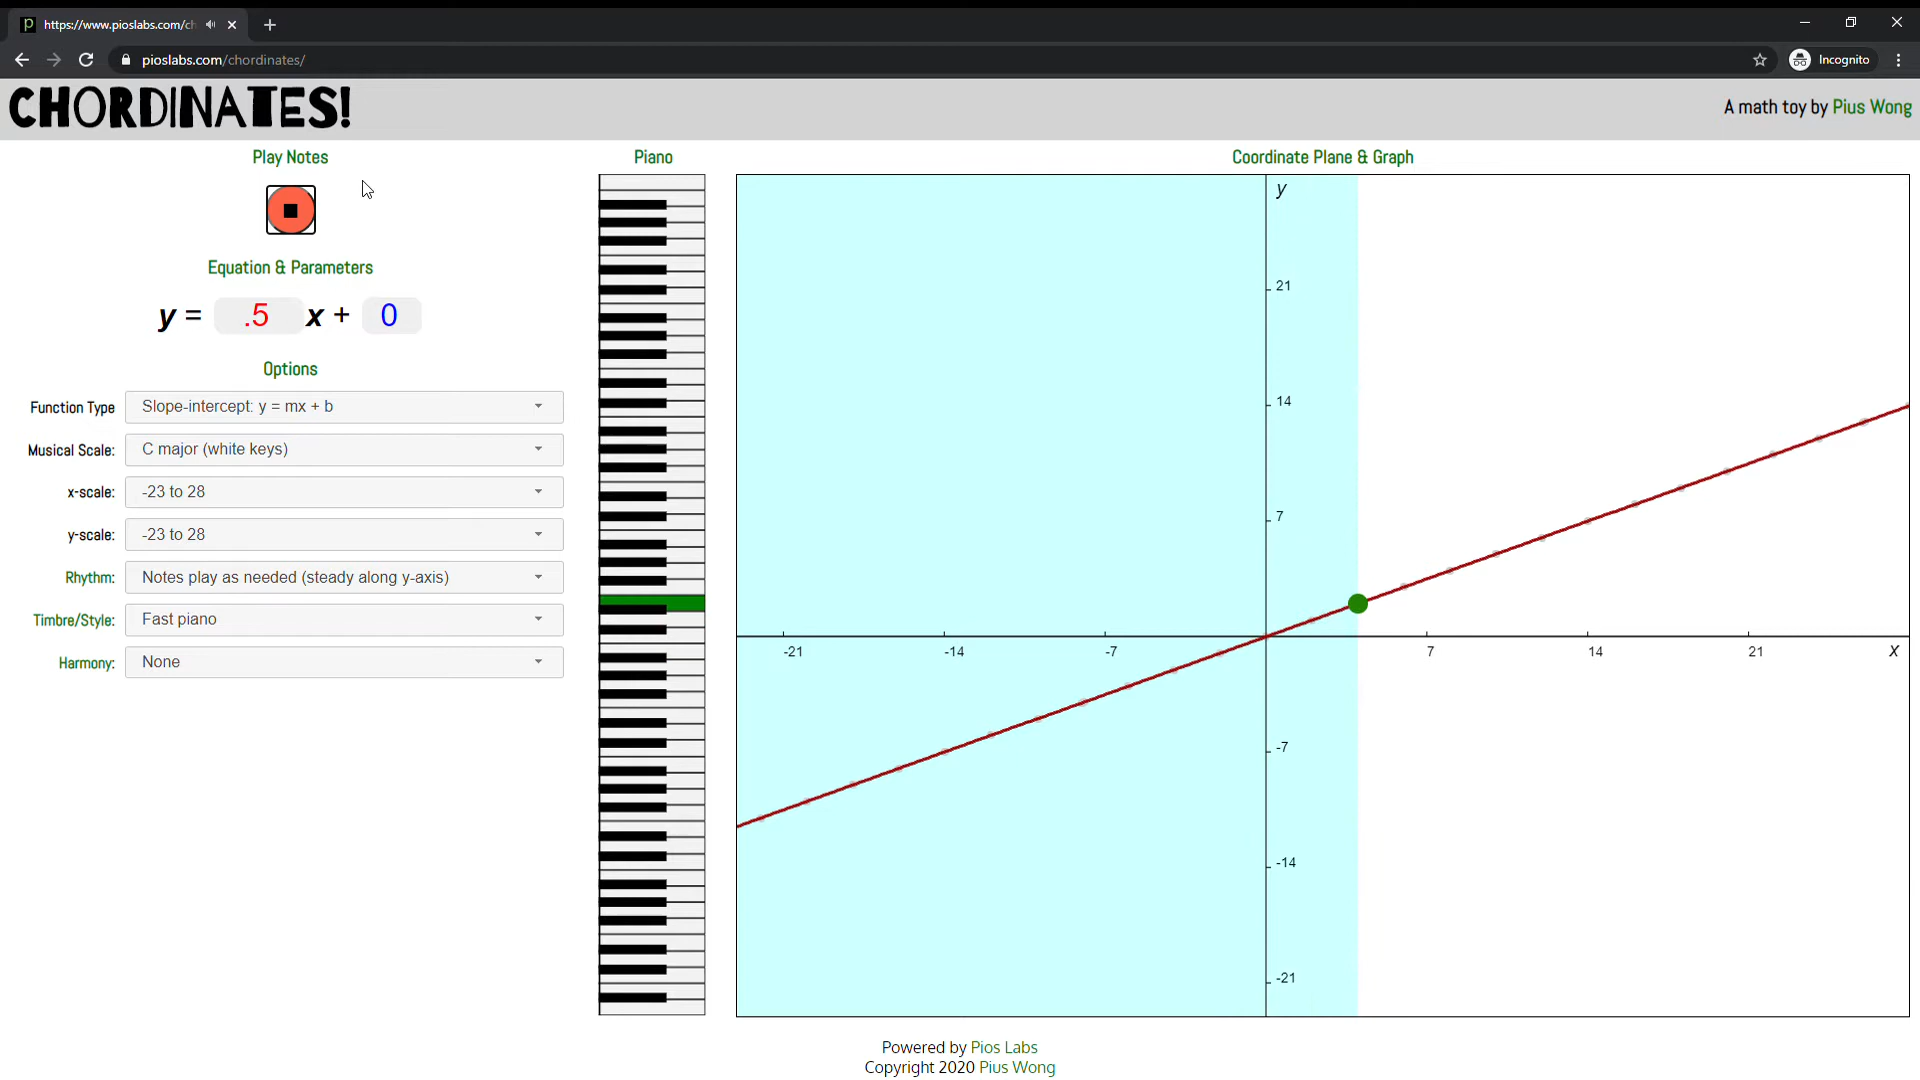 https://www.pioslabs.com/ch
pioslabs.com/chordinates/
Incognito
CHORDINATES!
A math toy by Pius Wong
Play Notes
Piano
Coordinate Plane & Graph
Equation & Parameters
y = .5 x + 0
Options
Function Type
Slope-intercept: y = mx + b
Musical Scale:
C major (white keys)
x-scale:
-23 to 28
y-scale:
-23 to 28
Rhythm:
Notes play as needed (steady along y-axis)
Timbre/Style:
Fast piano
Harmony:
None
y
21
14
7
-21
-14
-7
7
14
21
x
-7
-14
-21
Powered by Pios Labs
Copyright 2020 Pius Wong